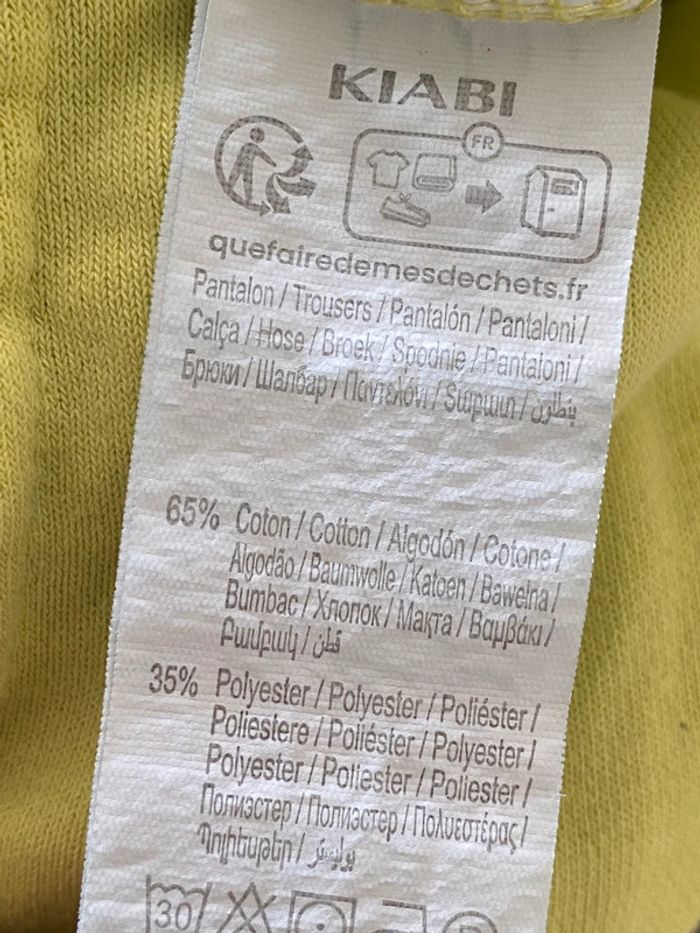 KIABI
FR
quefairedemesdechets.fr
Pantalon / Trousers / Pantalón / Pantaloni /
Calça / Hose / Broek / Spodnie / Pantaloni /
Брюки / Шалбар / Παντελόνι / Տաբատ / بنطلون
65% Coton / Cotton / Algodón / Cotone /
Algodão / Baumwolle / Katoen / Bawełna /
Bumbac / Хлопок / Мақта / Βαμβάκι /
Բամբակ / قطن
35% Polyester / Polyester / Poliéster /
Poliestere / Poliéster / Polyester /
Polyester / Poliester / Poliester /
Полиэстер / Полиэстер / Πολυεστέρας /
Պոլիեսթեր / بوليستر
30